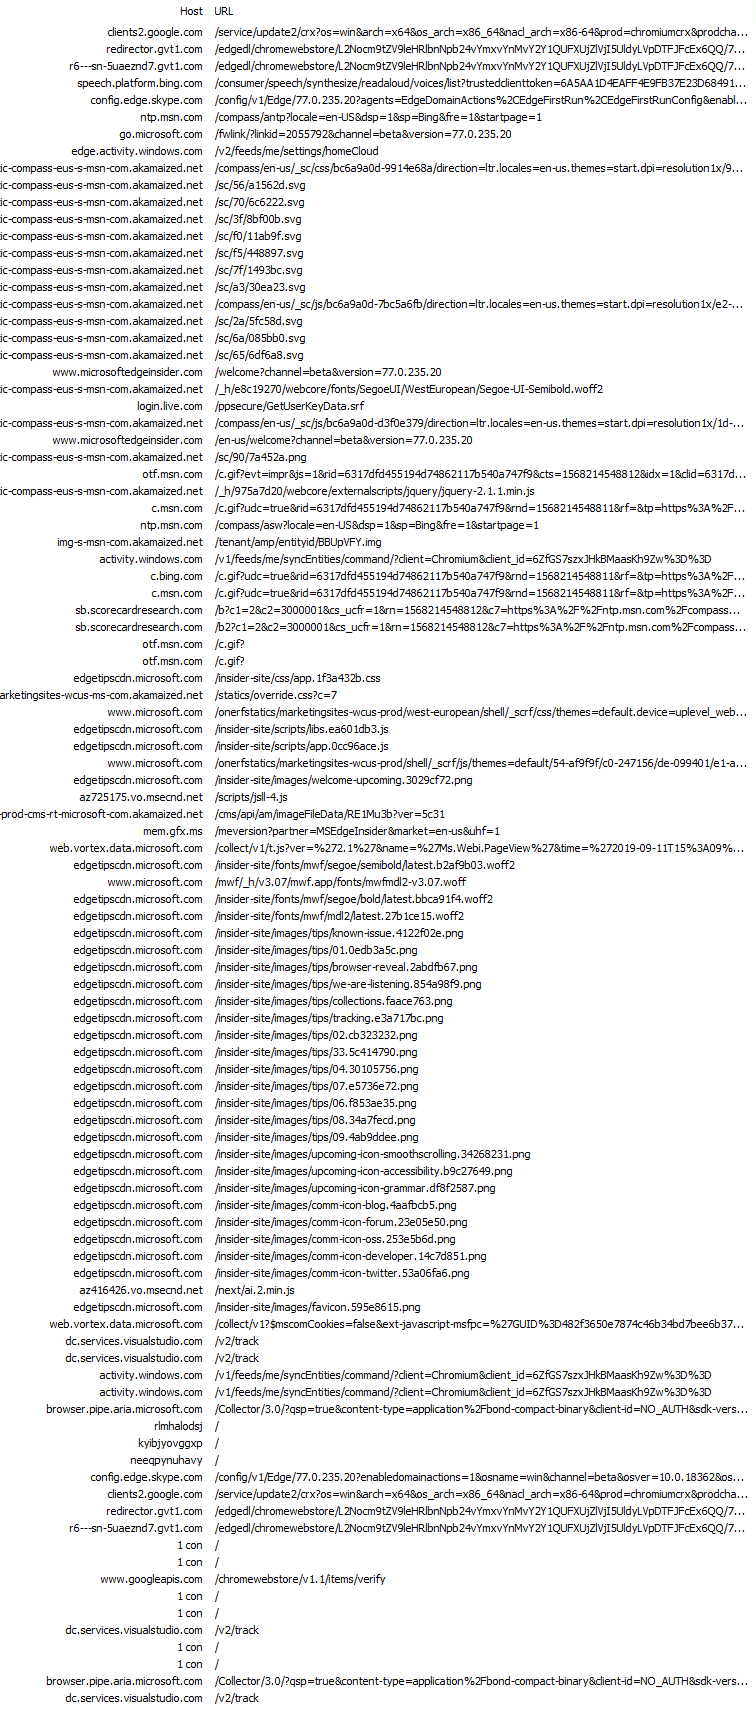 Host URL
clients2.google.com /service/update2/crx?os=win&arch=x64&os_arch=x86_64&nacl_arch=x86-64&prod=chromiumcrx&prodcha...
redirector.gvt1.com /edgedl/chromewebstore/L2Nocm9tZV9leHRlbnNpb24vYmxvYnMvY2Y1QUFXUjZlVjI5UldyLVpDTFJFcEx6QQ/7...
r6---sn-5uaeznd7.gvt1.com /edgedl/chromewebstore/L2Nocm9tZV9leHRlbnNpb24vYmxvYnMvY2Y1QUFXUjZlVjI5UldyLVpDTFJFcEx6QQ/7...
speech.platform.bing.com /consumer/speech/synthesize/readaloud/voices/list?trustedclienttoken=6A5AA1D4EAFF4E9FB37E23D68491...
config.edge.skype.com /config/v1/Edge/77.0.235.20?agents=EdgeDomainActions%2CEdgeFirstRun%2CEdgeFirstRunConfig&enabl...
ntp.msn.com /compass/antp?locale=en-US&dsp=1&sp=Bing&fre=1&startpage=1
go.microsoft.com /fwlink/?linkid=2055792&channel=beta&version=77.0.235.20
edge.activity.windows.com /v2/feeds/me/settings/homeCloud
tic-compass-eus-s-msn-com.akamaized.net /compass/en-us/_sc/css/bc6a9a0d-9914e68a/direction=ltr.locales=en-us.themes=start.dpi=resolution1x/9...
tic-compass-eus-s-msn-com.akamaized.net /sc/56/a1562d.svg
tic-compass-eus-s-msn-com.akamaized.net /sc/70/6c6222.svg
tic-compass-eus-s-msn-com.akamaized.net /sc/3f/8bf00b.svg
tic-compass-eus-s-msn-com.akamaized.net /sc/f0/11ab9f.svg
tic-compass-eus-s-msn-com.akamaized.net /sc/f5/448897.svg
tic-compass-eus-s-msn-com.akamaized.net /sc/7f/1493bc.svg
tic-compass-eus-s-msn-com.akamaized.net /sc/a3/30ea23.svg
tic-compass-eus-s-msn-com.akamaized.net /compass/en-us/_sc/js/bc6a9a0d-7bc5a6fb/direction=ltr.locales=en-us.themes=start.dpi=resolution1x/e2-...
tic-compass-eus-s-msn-com.akamaized.net /sc/2a/5fc58d.svg
tic-compass-eus-s-msn-com.akamaized.net /sc/6a/085bb0.svg
tic-compass-eus-s-msn-com.akamaized.net /sc/65/6df6a8.svg
www.microsoftedgeinsider.com /welcome?channel=beta&version=77.0.235.20
tic-compass-eus-s-msn-com.akamaized.net /_h/e8c19270/webcore/fonts/SegoeUI/WestEuropean/Segoe-UI-Semibold.woff2
login.live.com /ppsecure/GetUserKeyData.srf
tic-compass-eus-s-msn-com.akamaized.net /compass/en-us/_sc/js/bc6a9a0d-d3f0e379/direction=ltr.locales=en-us.themes=start.dpi=resolution1x/1d-...
www.microsoftedgeinsider.com /en-us/welcome?channel=beta&version=77.0.235.20
tic-compass-eus-s-msn-com.akamaized.net /sc/90/7a452a.png
otf.msn.com /c.gif?evt=impr&js=1&rid=6317dfd455194d74862117b540a747f9&cts=1568214548812&idx=1&clid=6317d...
tic-compass-eus-s-msn-com.akamaized.net /_h/975a7d20/webcore/externalscripts/jquery/jquery-2.1.1.min.js
c.msn.com /c.gif?udc=true&rid=6317dfd455194d74862117b540a747f9&rnd=1568214548811&rf=&tp=https%3A%2F...
ntp.msn.com /compass/asw?locale=en-US&dsp=1&sp=Bing&fre=1&startpage=1
img-s-msn-com.akamaized.net /tenant/amp/entityid/BBUpVFY.img
activity.windows.com /v1/feeds/me/syncEntities/command/?client=Chromium&client_id=6ZfGS7szxJHkBMaasKh9Zw%3D%3D
c.bing.com /c.gif?udc=true&rid=6317dfd455194d74862117b540a747f9&rnd=1568214548811&rf=&tp=https%3A%2F...
c.msn.com /c.gif?udc=true&rid=6317dfd455194d74862117b540a747f9&rnd=1568214548811&rf=&tp=https%3A%2F...
sb.scorecardresearch.com /b?c1=2&c2=3000001&cs_ucfr=1&rn=1568214548812&c7=https%3A%2F%2Fntp.msn.com%2Fcompass...
sb.scorecardresearch.com /b2?c1=2&c2=3000001&cs_ucfr=1&rn=1568214548812&c7=https%3A%2F%2Fntp.msn.com%2Fcompass...
otf.msn.com /c.gif?
otf.msn.com /c.gif?
edgetipscdn.microsoft.com /insider-site/css/app.1f3a432b.css
marketingsites-wcus-ms-com.akamaized.net /statics/override.css?c=7
www.microsoft.com /onerfstatics/marketingsites-wcus-prod/west-european/shell/_scrf/css/themes=default.device=uplevel_web...
edgetipscdn.microsoft.com /insider-site/scripts/libs.ea601db3.js
edgetipscdn.microsoft.com /insider-site/scripts/app.0cc96ace.js
www.microsoft.com /onerfstatics/marketingsites-wcus-prod/shell/_scrf/js/themes=default/54-af9f9f/c0-247156/de-099401/e1-a...
edgetipscdn.microsoft.com /insider-site/images/welcome-upcoming.3029cf72.png
az725175.vo.msecnd.net /scripts/jsll-4.js
-prod-cms-rt-microsoft-com.akamaized.net /cms/api/am/imageFileData/RE1Mu3b?ver=5c31
mem.gfx.ms /meversion?partner=MSEdgeInsider&market=en-us&uhf=1
web.vortex.data.microsoft.com /collect/v1/t.js?ver=%272.1%27&name=%27Ms.Webi.PageView%27&time=%272019-09-11T15%3A09%...
edgetipscdn.microsoft.com /insider-site/fonts/mwf/segoe/semibold/latest.b2af9b03.woff2
www.microsoft.com /mwf/_h/v3.07/mwf.app/fonts/mwfmdl2-v3.07.woff
edgetipscdn.microsoft.com /insider-site/fonts/mwf/segoe/bold/latest.bbca91f4.woff2
edgetipscdn.microsoft.com /insider-site/fonts/mwf/mdl2/latest.27b1ce15.woff2
edgetipscdn.microsoft.com /insider-site/images/tips/known-issue.4122f02e.png
edgetipscdn.microsoft.com /insider-site/images/tips/01.0edb3a5c.png
edgetipscdn.microsoft.com /insider-site/images/tips/browser-reveal.2abdfb67.png
edgetipscdn.microsoft.com /insider-site/images/tips/we-are-listening.854a98f9.png
edgetipscdn.microsoft.com /insider-site/images/tips/collections.faace763.png
edgetipscdn.microsoft.com /insider-site/images/tips/tracking.e3a717bc.png
edgetipscdn.microsoft.com /insider-site/images/tips/02.cb323232.png
edgetipscdn.microsoft.com /insider-site/images/tips/33.5c414790.png
edgetipscdn.microsoft.com /insider-site/images/tips/04.30105756.png
edgetipscdn.microsoft.com /insider-site/images/tips/07.e5736e72.png
edgetipscdn.microsoft.com /insider-site/images/tips/06.f853ae35.png
edgetipscdn.microsoft.com /insider-site/images/tips/08.34a7fecd.png
edgetipscdn.microsoft.com /insider-site/images/tips/09.4ab9ddee.png
edgetipscdn.microsoft.com /insider-site/images/upcoming-icon-smoothscrolling.34268231.png
edgetipscdn.microsoft.com /insider-site/images/upcoming-icon-accessibility.b9c27649.png
edgetipscdn.microsoft.com /insider-site/images/upcoming-icon-grammar.df8f2587.png
edgetipscdn.microsoft.com /insider-site/images/comm-icon-blog.4aafbcb5.png
edgetipscdn.microsoft.com /insider-site/images/comm-icon-forum.23e05e50.png
edgetipscdn.microsoft.com /insider-site/images/comm-icon-oss.253e5b6d.png
edgetipscdn.microsoft.com /insider-site/images/comm-icon-developer.14c7d851.png
edgetipscdn.microsoft.com /insider-site/images/comm-icon-twitter.53a06fa6.png
az416426.vo.msecnd.net /next/ai.2.min.js
edgetipscdn.microsoft.com /insider-site/images/favicon.595e8615.png
web.vortex.data.microsoft.com /collect/v1?$mscomCookies=false&ext-javascript-msfpc=%27GUID%3D482f3650e7874c46b34bd7bee6b37...
dc.services.visualstudio.com /v2/track
dc.services.visualstudio.com /v2/track
activity.windows.com /v1/feeds/me/syncEntities/command/?client=Chromium&client_id=6ZfGS7szxJHkBMaasKh9Zw%3D%3D
activity.windows.com /v1/feeds/me/syncEntities/command/?client=Chromium&client_id=6ZfGS7szxJHkBMaasKh9Zw%3D%3D
browser.pipe.aria.microsoft.com /Collector/3.0/?qsp=true&content-type=application%2Fbond-compact-binary&client-id=NO_AUTH&sdk-vers...
rlmhalodsj /
kyibjyovggxp /
neeqpynuhavy /
config.edge.skype.com /config/v1/Edge/77.0.235.20?enabledomainactions=1&osname=win&channel=beta&osver=10.0.18362&os...
clients2.google.com /service/update2/crx?os=win&arch=x64&os_arch=x86_64&nacl_arch=x86-64&prod=chromiumcrx&prodcha...
redirector.gvt1.com /edgedl/chromewebstore/L2Nocm9tZV9leHRlbnNpb24vYmxvYnMvY2Y1QUFXUjZlVjI5UldyLVpDTFJFcEx6QQ/7...
r6---sn-5uaeznd7.gvt1.com /edgedl/chromewebstore/L2Nocm9tZV9leHRlbnNpb24vYmxvYnMvY2Y1QUFXUjZlVjI5UldyLVpDTFJFcEx6QQ/7...
1 con /
1 con /
www.googleapis.com /chromewebstore/v1.1/items/verify
1 con /
1 con /
dc.services.visualstudio.com /v2/track
1 con /
1 con /
browser.pipe.aria.microsoft.com /Collector/3.0/?qsp=true&content-type=application%2Fbond-compact-binary&client-id=NO_AUTH&sdk-vers...
dc.services.visualstudio.com /v2/track